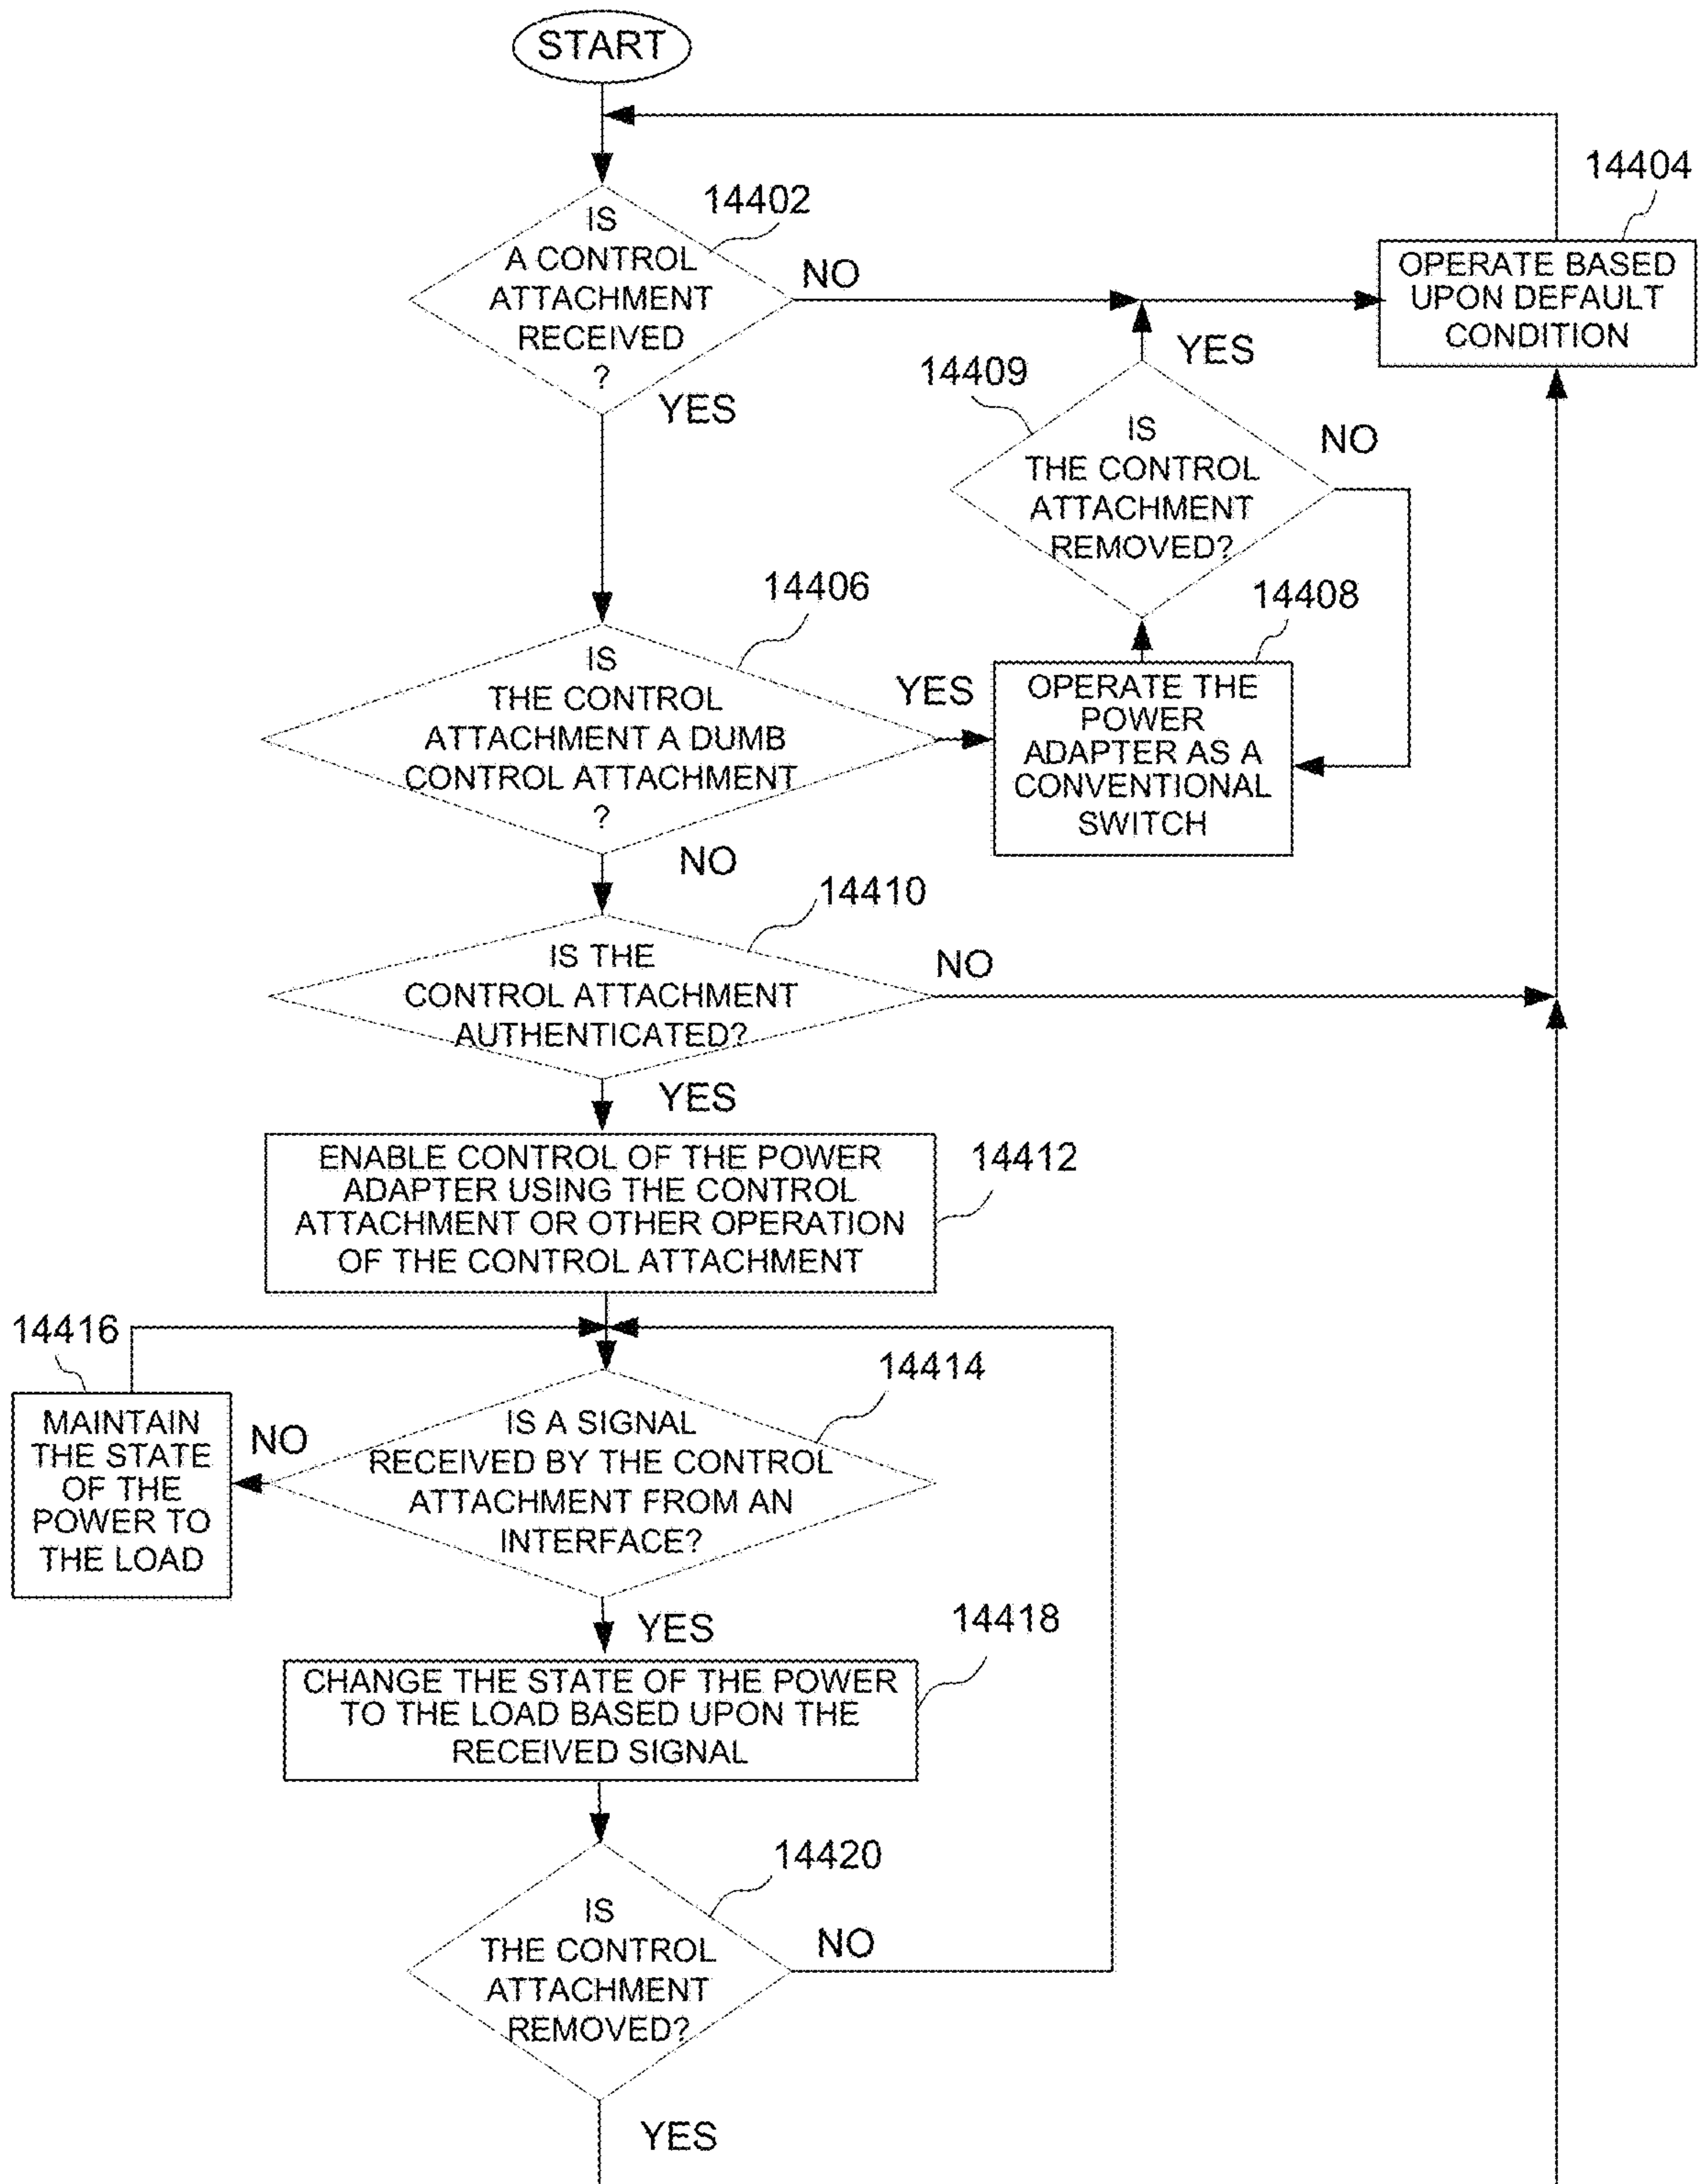 START
14402
IS
A CONTROL
ATTACHMENT
RECEIVED
?
NO
YES
14404
OPERATE BASED
UPON DEFAULT
CONDITION
14409
YES
IS
THE CONTROL
ATTACHMENT
REMOVED?
NO
14406
IS
THE CONTROL
ATTACHMENT A DUMB
CONTROL ATTACHMENT
?
YES
NO
14408
OPERATE THE
POWER
ADAPTER AS A
CONVENTIONAL
SWITCH
14410
IS THE
CONTROL ATTACHMENT
AUTHENTICATED?
NO
YES
14412
ENABLE CONTROL OF THE POWER
ADAPTER USING THE CONTROL
ATTACHMENT OR OTHER OPERATION
OF THE CONTROL ATTACHMENT
14416
MAINTAIN
THE STATE
OF THE
POWER TO
THE LOAD
NO
14414
IS A SIGNAL
RECEIVED BY THE CONTROL
ATTACHMENT FROM AN
INTERFACE?
YES
14418
CHANGE THE STATE OF THE POWER
TO THE LOAD BASED UPON THE
RECEIVED SIGNAL
14420
IS
THE CONTROL
ATTACHMENT
REMOVED?
NO
YES